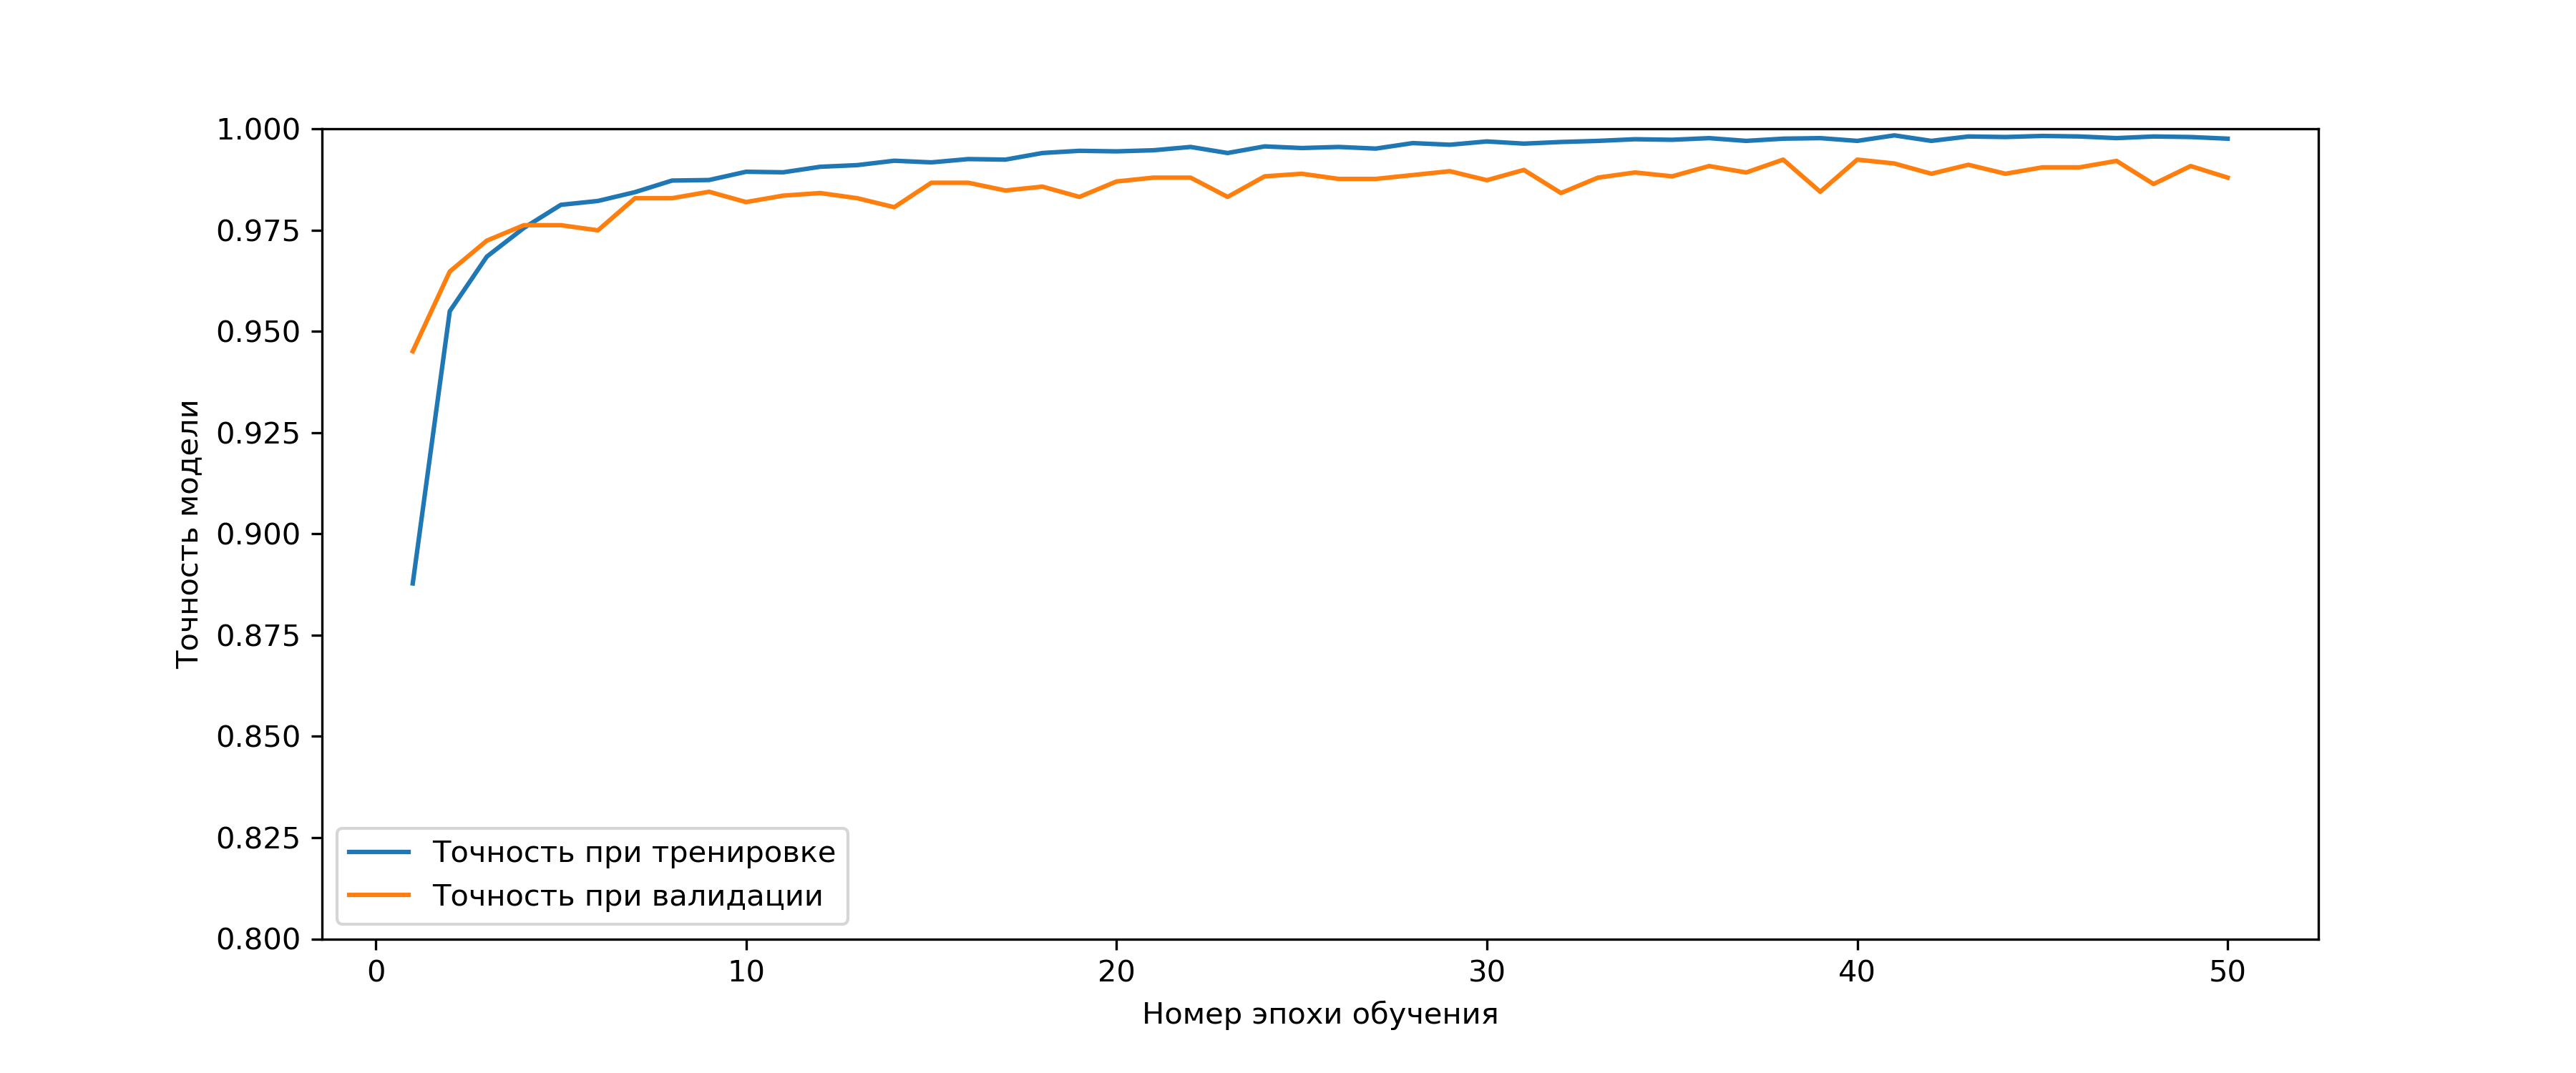 1.000
0.975
0.950
0.925
0.900
0.875
0.850
0.825
0.800
Точность модели
Точность при тренировке
Точность при валидации
0 10 20 30 40 50
Номер эпохи обучения